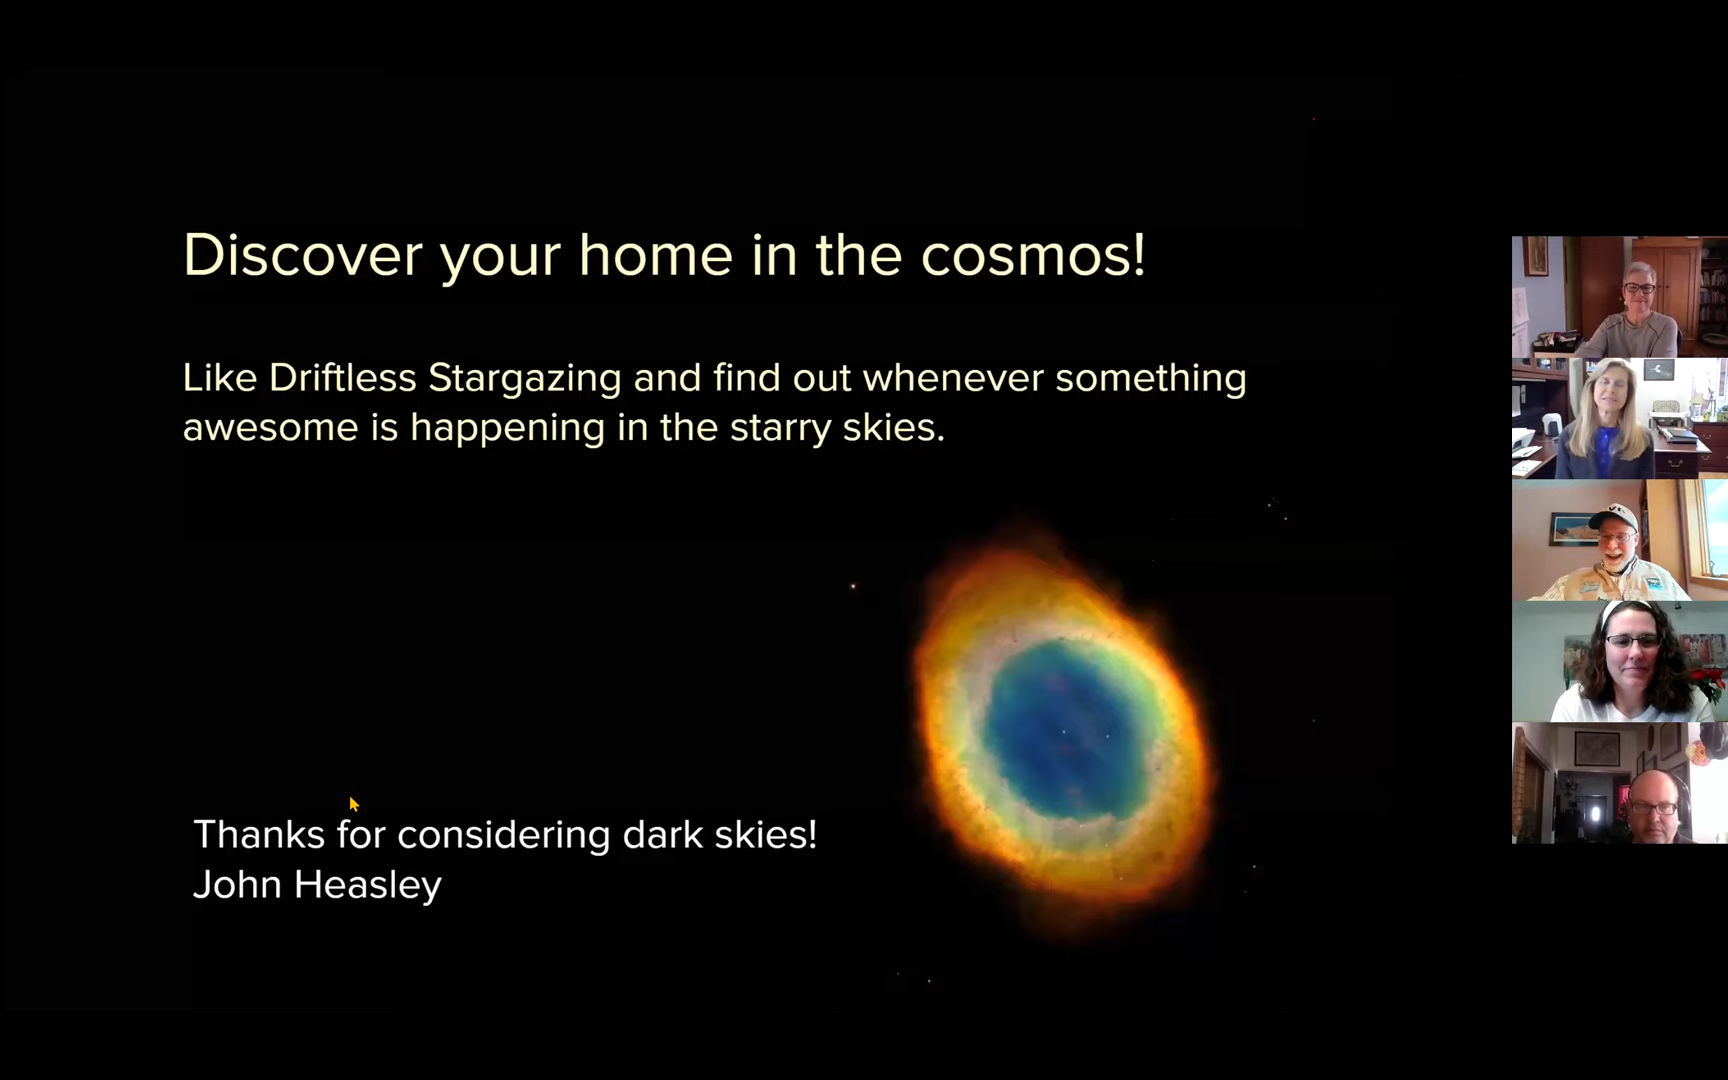 Discover your home in the cosmos!
Like Driftless Stargazing and find out whenever something
awesome is happening in the starry skies.
Thanks for considering dark skies!
John Heasley